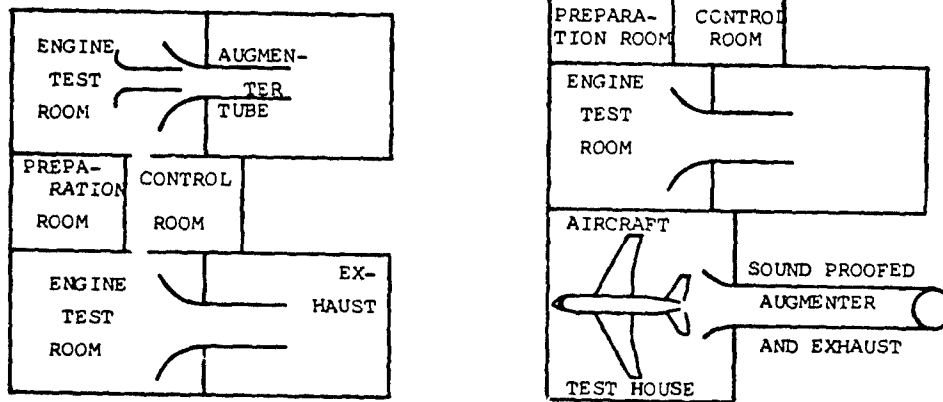 ENGINE
TEST
ROOM
AUGMEN-
TER
TUBE
PREPA-
RATION
ROOM
CONTROL
ROOM
ENGINE
TEST
ROOM
EX-
HAUST
PREPARA-
TION ROOM
CONTROL
ROOM
ENGINE
TEST
ROOM
AIRCRAFT
TEST HOUSE
SOUND PROOFED
AUGMENTER
AND EXHAUST